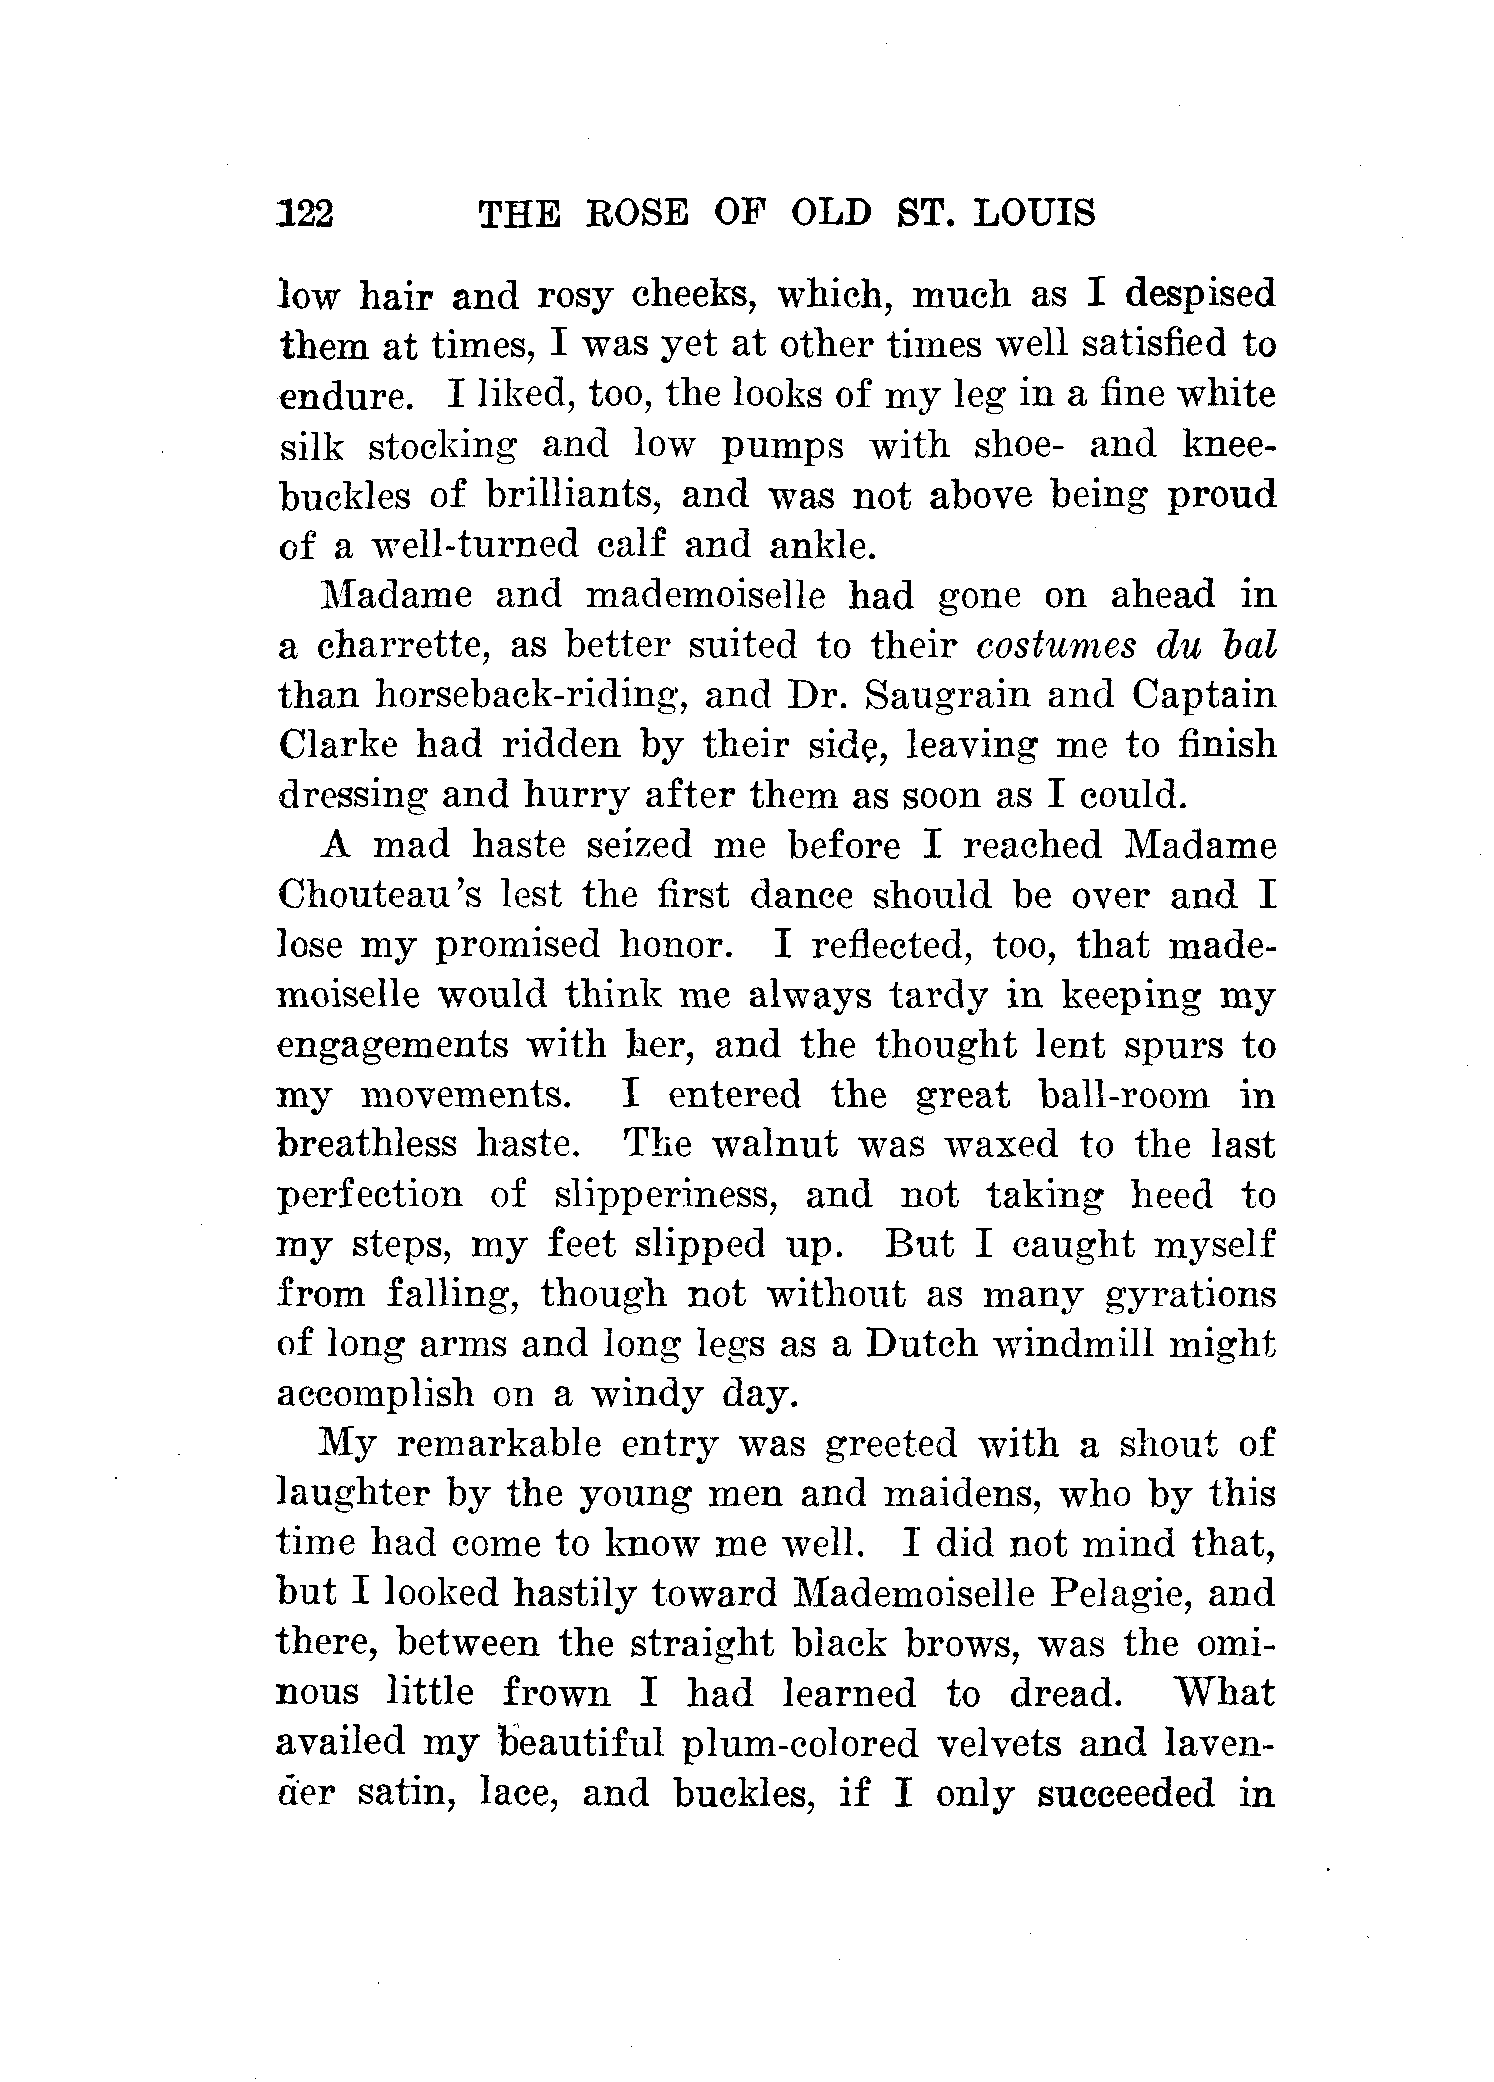 122 THE ROSE OF OLD ST. LOUIS
low hair and rosy cheeks, which, much as I despised
them at times, I was yet at other times well satisfied to
endure. I liked, too, the looks of my leg in a fine white
silk stocking and low pumps with shoe- and knee-
buckles of brilliants, and was not above being proud
of a well-turned calf and ankle.
Madame and mademoiselle had gone on ahead in
a charrette, as better suited to their costumes du bal
than horseback-riding, and Dr. Saugrain and Captain
Clarke had ridden by their side, leaving me to finish
dressing and hurry after them as soon as I could.
A mad haste seized me before I reached Madame
Chouteau's lest the first dance should be over and I
lose my promised honor. I reflected, too, that made-
moiselle would think me always tardy in keeping my
engagements with her, and the thought lent spurs to
my movements. I entered the great ball-room in
breathless haste. The walnut was waxed to the last
perfection of slipperiness, and not taking heed to
my steps, my feet slipped up. But I caught myself
from falling, though not without as many gyrations
of long arms and long legs as a Dutch windmill might
accomplish on a windy day.
My remarkable entry was greeted with a shout of
laughter by the young men and maidens, who by this
time had come to know me well. I did not mind that,
but I looked hastily toward Mademoiselle Pelagie, and
there, between the straight black brows, was the omi-
nous little frown I had learned to dread. What
availed my beautiful plum-colored velvets and laven-
der satin, lace, and buckles, if I only succeeded in